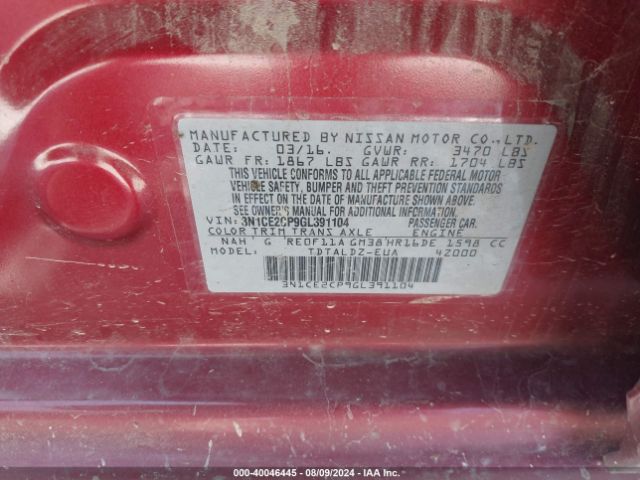 MANUFACTURED BY NISSAN MOTOR CO., LTD.
DATE: 03/16. GVWR: 3470 LBS
GAWR FR: 1867 LBS GAWR RR: 1704 LBS
THIS VEHICLE CONFORMS TO ALL APPLICABLE FEDERAL MOTOR
VEHICLE SAFETY, BUMPER AND THEFT PREVENTION STANDARDS
IN EFFECT ON THE DATE OF MANUFACTURE SHOWN ABOVE.
SEE OWNER'S MANUAL FOR ADDITIONAL INFORMATION.
VIN: 3N1CE2CP9GL391104 PASSENGER CAR.
COLOR TRIM TRANS AXLE ENGINE
NAH G RE0F11A GM38 HR16DE 1598 CC
MODEL: TDTALDZ-EUA 42000
3N1CE2CP9GL391104
© COPYRIGHT 0-40046445 - 08/09/2024 - IAA Inc.